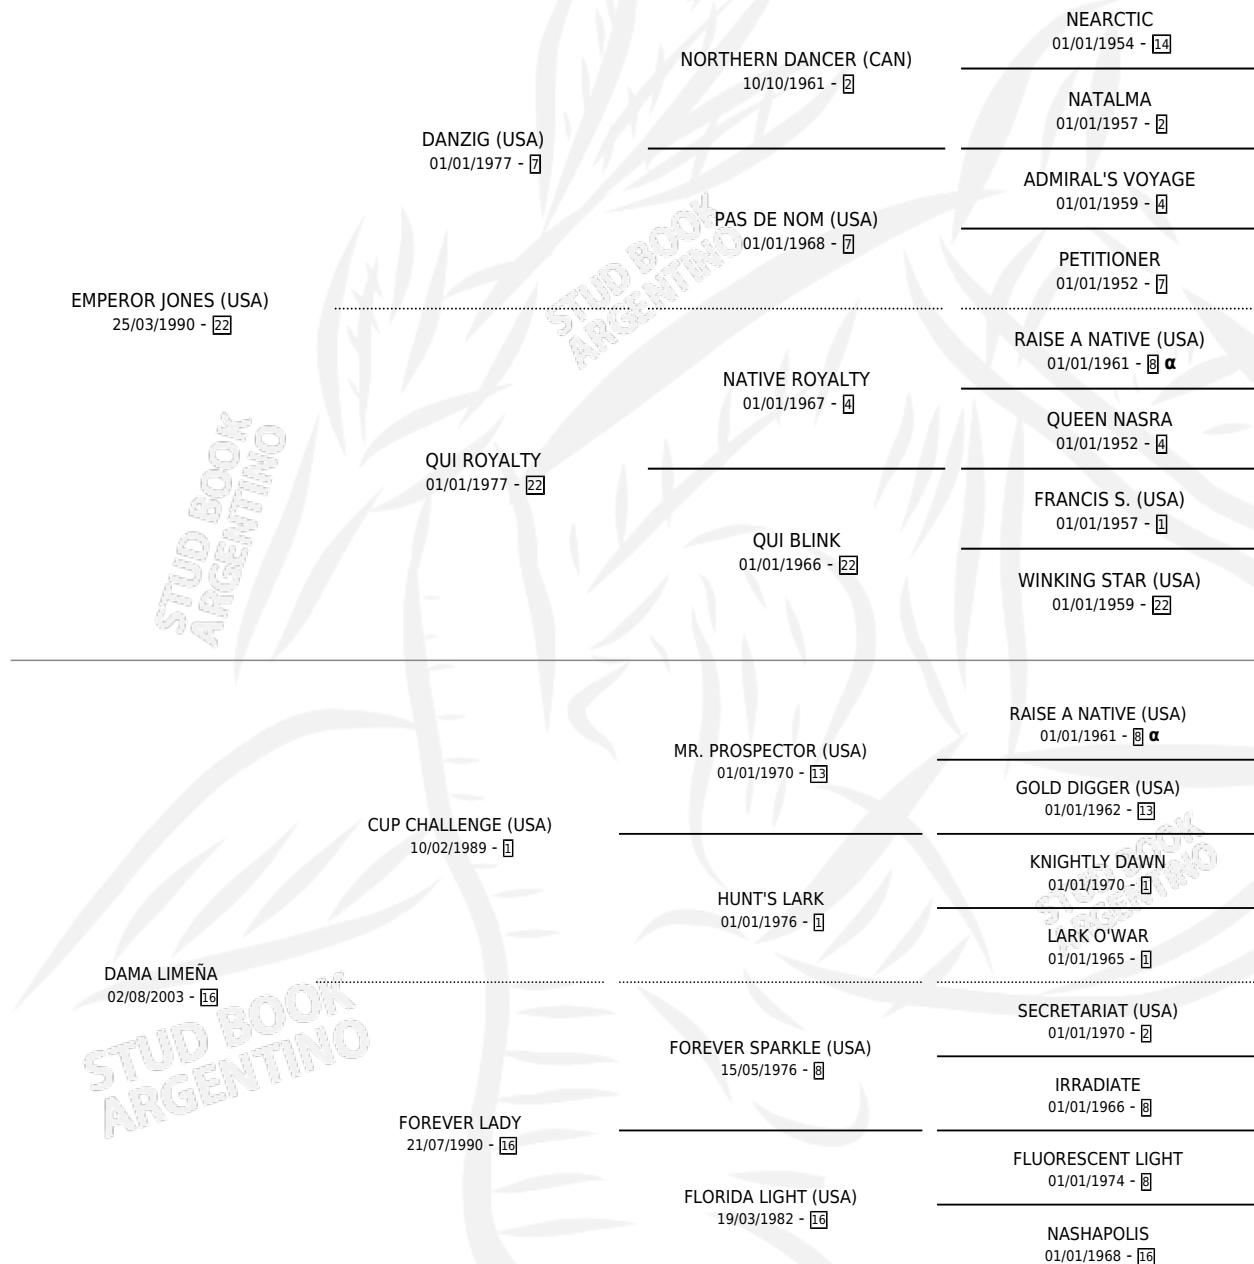 NEARCTIC
01/01/1954 - 14
NORTHERN DANCER (CAN)
10/10/1961 - 2
NATALMA
01/01/1957 - 2
DANZIG (USA)
01/01/1977 - 7
ADMIRAL'S VOYAGE
01/01/1959 - 4
PAS DE NOM (USA)
01/01/1968 - 7
PETITIONER
01/01/1952 - 7
EMPEROR JONES (USA)
25/03/1990 - 22
RAISE A NATIVE (USA)
01/01/1961 - 8 α
NATIVE ROYALTY
01/01/1967 - 4
QUEEN NASRA
01/01/1952 - 4
QUI ROYALTY
01/01/1977 - 22
FRANCIS S. (USA)
01/01/1957 - 1
QUI BLINK
01/01/1966 - 22
WINKING STAR (USA)
01/01/1959 - 22
RAISE A NATIVE (USA)
01/01/1961 - 8 α
MR. PROSPECTOR (USA)
01/01/1970 - 13
GOLD DIGGER (USA)
01/01/1962 - 13
CUP CHALLENGE (USA)
10/02/1989 - 1
KNIGHTLY DAWN
01/01/1970 - 1
HUNT'S LARK
01/01/1976 - 1
LARK O'WAR
01/01/1965 - 1
DAMA LIMEÑA
02/08/2003 - 16
SECRETARIAT (USA)
01/01/1970 - 2
FOREVER SPARKLE (USA)
15/05/1976 - 8
IRRADIATE
01/01/1966 - 8
FOREVER LADY
21/07/1990 - 16
FLUORESCENT LIGHT
01/01/1974 - 8
FLORIDA LIGHT (USA)
19/03/1982 - 16
NASHAPOLIS
01/01/1968 - 16
STUD BOOK
ARGENTINO
STUD BOOK
ARGENTINO
STUD BOOK
ARGENTINO
STUD BOOK
ARGENTINO